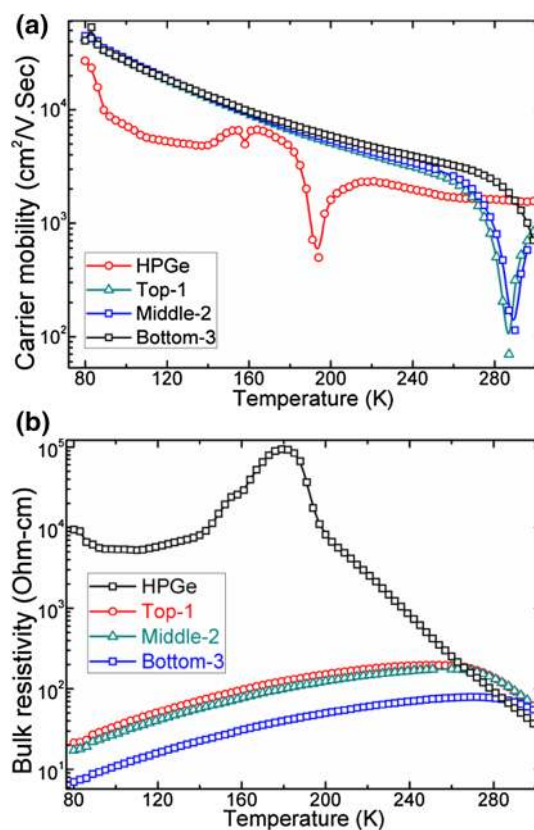 (a)
10⁴
10³
10²
Carrier mobility (cm²/V.Sec)
HPGe
Top-1
Middle-2
Bottom-3
80 120 160 200 240 280
Temperature (K)
(b)
10⁵
10⁴
10³
10²
10¹
Bulk resistivity (Ohm-cm)
HPGe
Top-1
Middle-2
Bottom-3
80 120 160 200 240 280
Temperature (K)